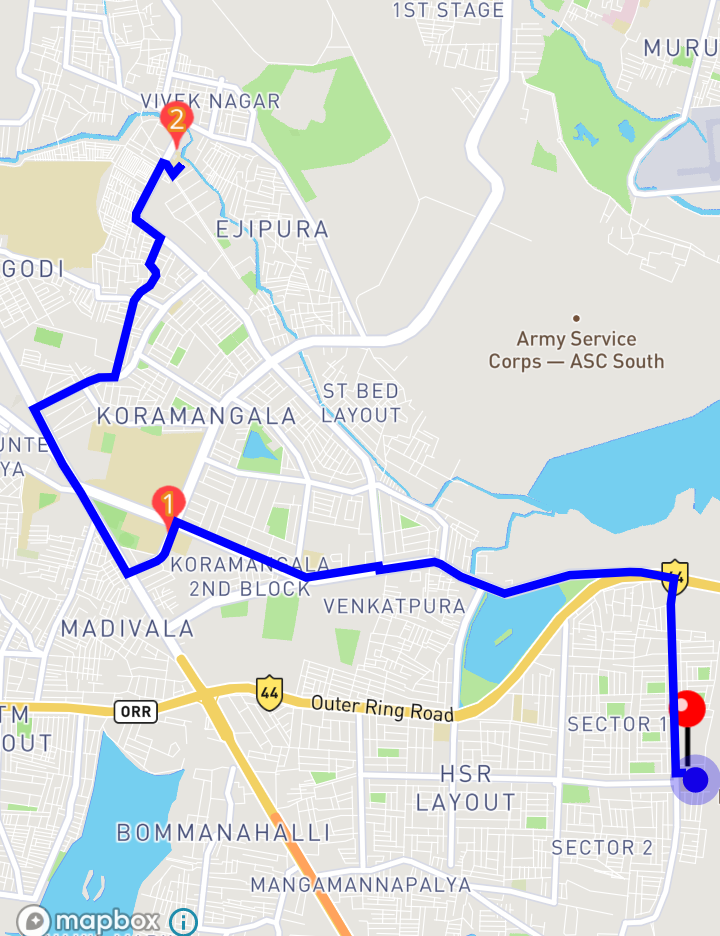 1ST STAGE
MURU
VIVEK NAGAR
2
EJIPURA
GODI
Army Service
Corps — ASC South
ST BED
LAYOUT
KORAMANGALA
UNTE
YA
1
KORAMANGALA
2ND BLOCK
44
VENKATPURA
MADIVALA
44
Outer Ring Road
ORR
TM
OUT
SECTOR 1
HSR
LAYOUT
BOMMANAHALLI
SECTOR 2
MANGAMANNAPALYA
mapbox
i